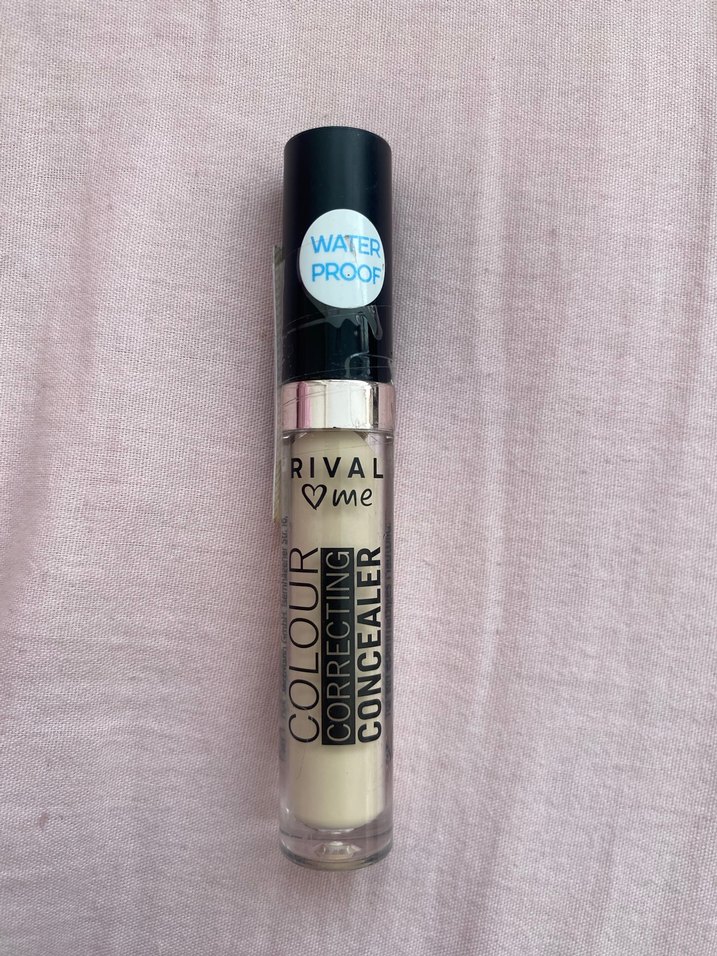 WATER
PROOF
RIVAL
♡me
COLOUR
CORRECTING
CONCEALER